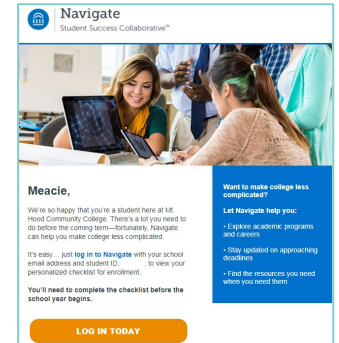 Navigate
Student Success Collaborative™
Meacie,
We're so happy that you're a student here at Mt.
Hood Community College. There's a lot you need to
do before the coming term—fortunately, Navigate
can help you make college less complicated.
It's easy… just log in to Navigate with your school
email address and student ID, , to view your
personalized checklist for enrollment.
You'll need to complete the checklist before the
school year begins.
LOG IN TODAY
Want to make college less
complicated?
Let Navigate help you:
• Explore academic programs
and careers
• Stay updated on approaching
deadlines
• Find the resources you need
when you need them